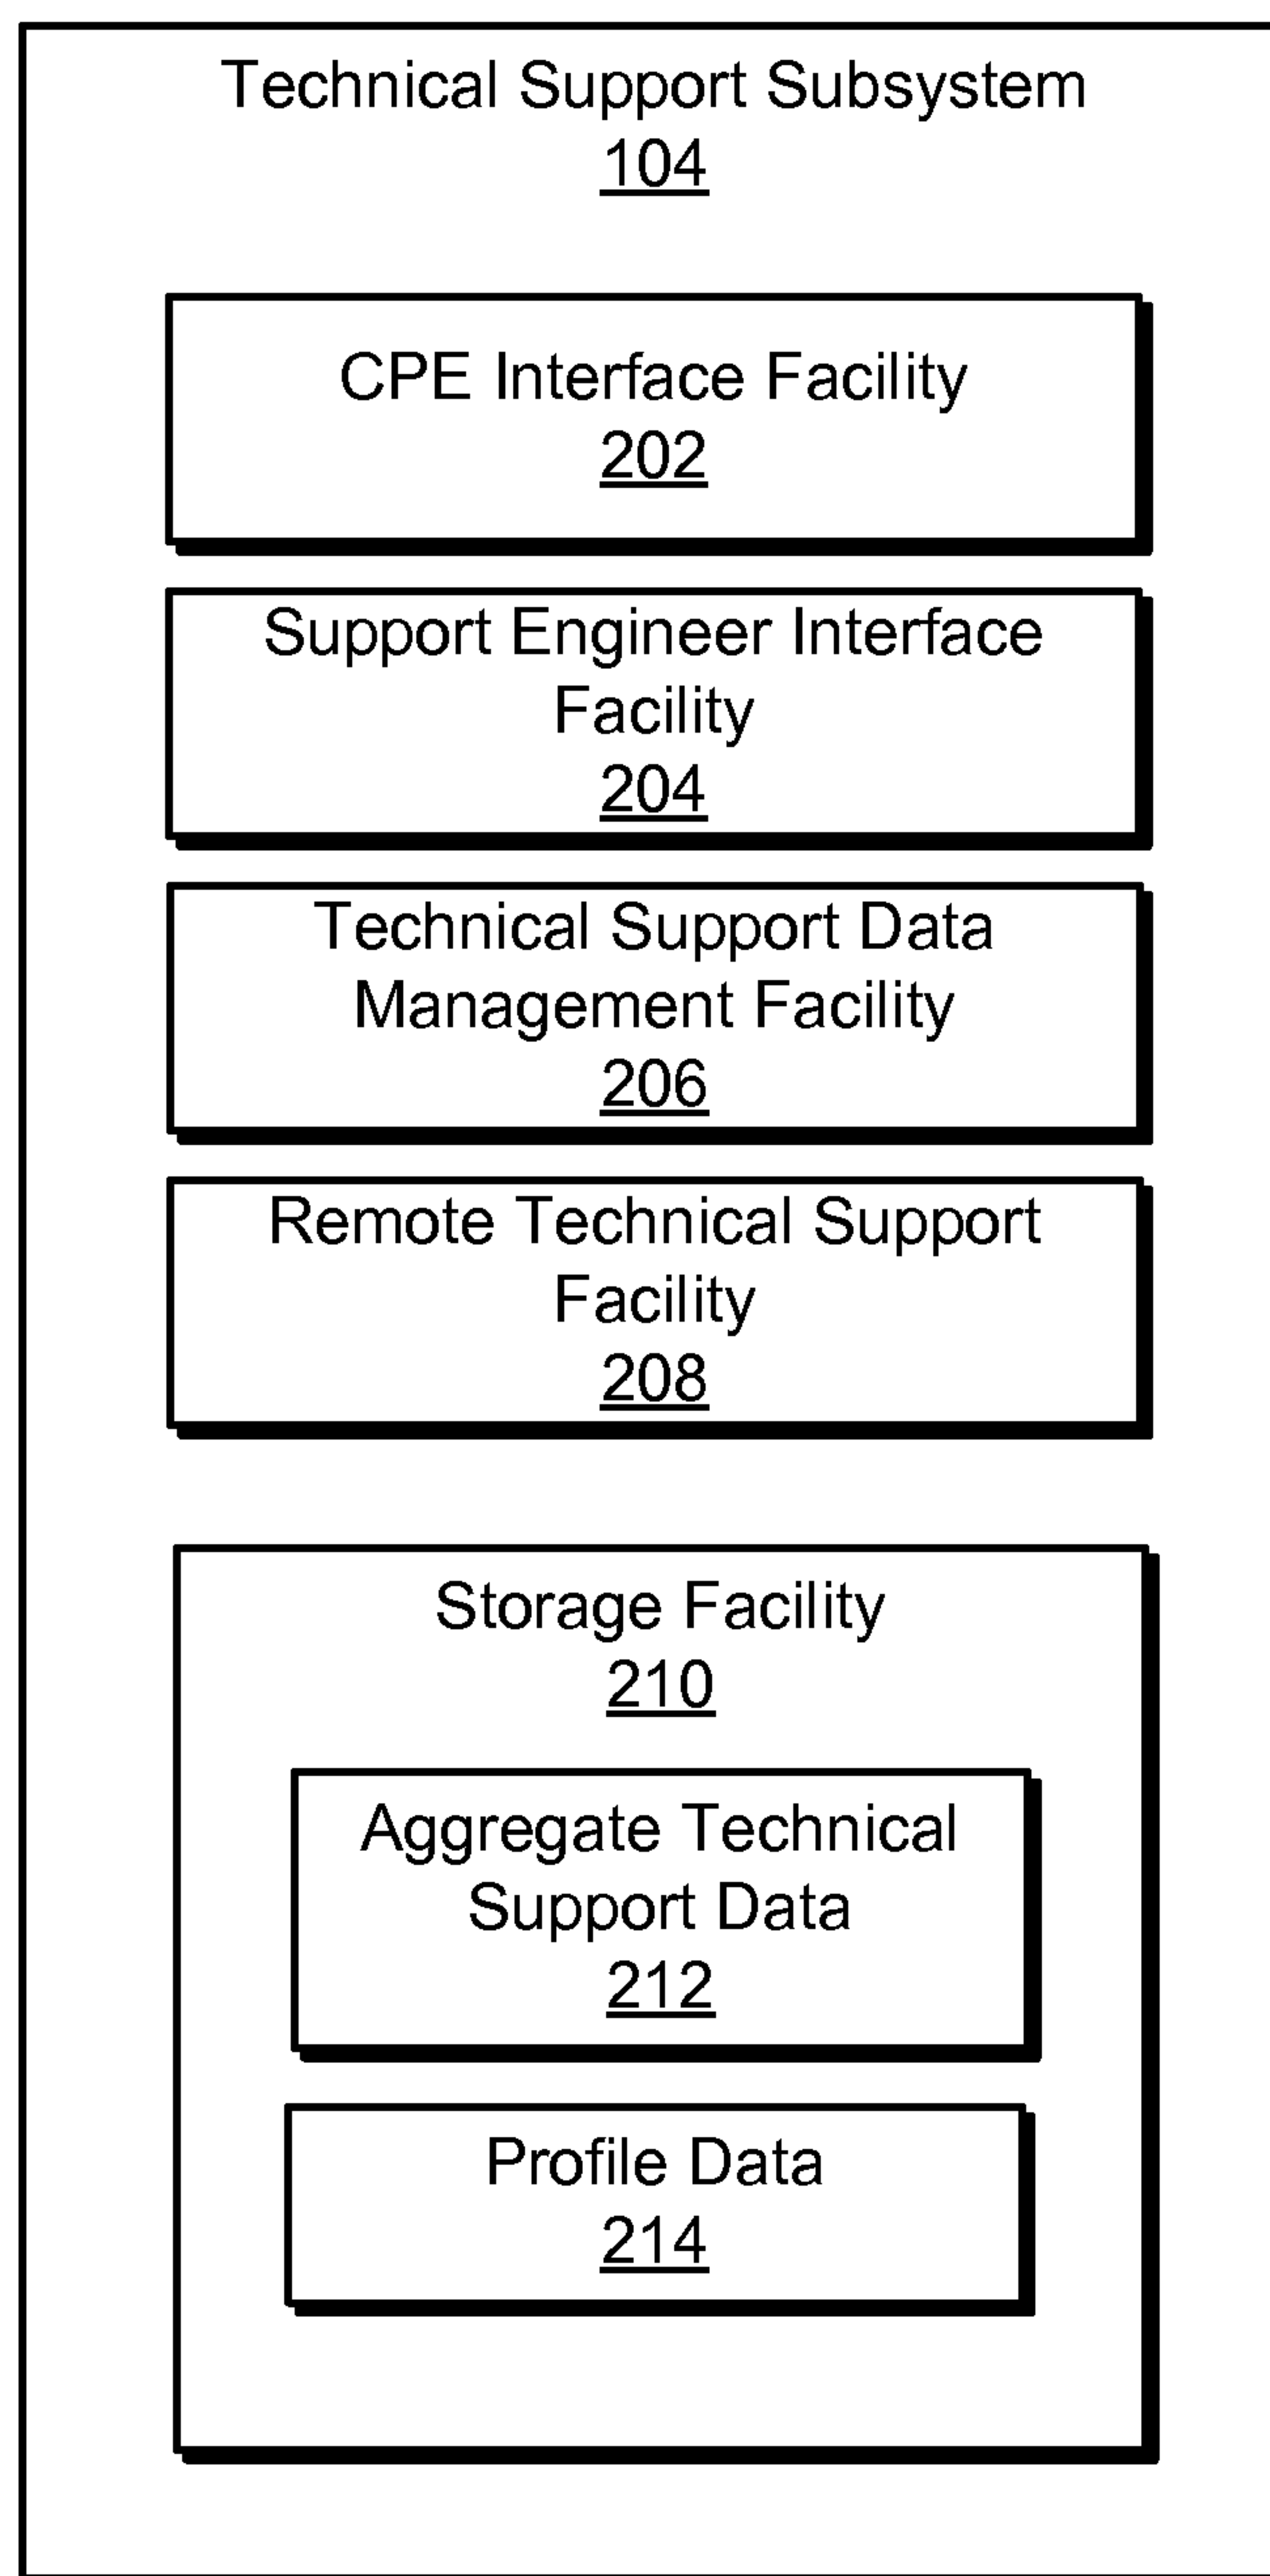 Technical Support Subsystem
104
CPE Interface Facility
202
Support Engineer Interface
Facility
204
Technical Support Data
Management Facility
206
Remote Technical Support
Facility
208
Storage Facility
210
Aggregate Technical
Support Data
212
Profile Data
214